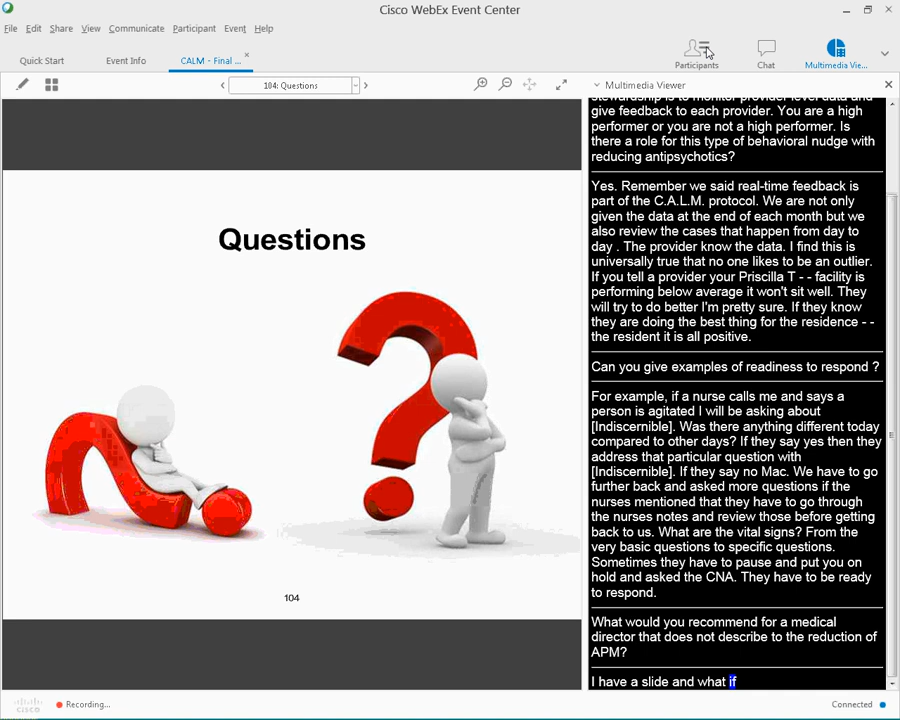 Cisco WebEx Event Center
File Edit Share View Communicate Participant Event Help
Quick Start Event Info CALM - Final ... Participants Chat Multimedia Vie...
104: Questions
Multimedia Viewer
Questions
104
stewardship is to monitor provider level data and
give feedback to each provider. You are a high
performer or you are not a high performer. Is
there a role for this type of behavioral nudge with
reducing antipsychotics?
Yes. Remember we said real-time feedback is
part of the C.A.L.M. protocol. We are not only
given the data at the end of each month but we
also review the cases that happen from day to
day . The provider know the data. I find this is
universally true that no one likes to be an outlier.
If you tell a provider your Priscilla T - - facility is
performing below average it won't sit well. They
will try to do better I'm pretty sure. If they know
they are doing the best thing for the residence - -
the resident it is all positive.
Can you give examples of readiness to respond ?
For example, if a nurse calls me and says a
person is agitated I will be asking about
[Indiscernible]. Was there anything different today
compared to other days? If they say yes then they
address that particular question with
[Indiscernible]. If they say no Mac. We have to go
further back and asked more questions if the
nurses mentioned that they have to go through
the nurses notes and review those before getting
back to us. What are the vital signs? From the
very basic questions to specific questions.
Sometimes they have to pause and put you on
hold and asked the CNA. They have to be ready
to respond.
What would you recommend for a medical
director that does not describe to the reduction of
APM?
I have a slide and what if
cisco Recording... Connected